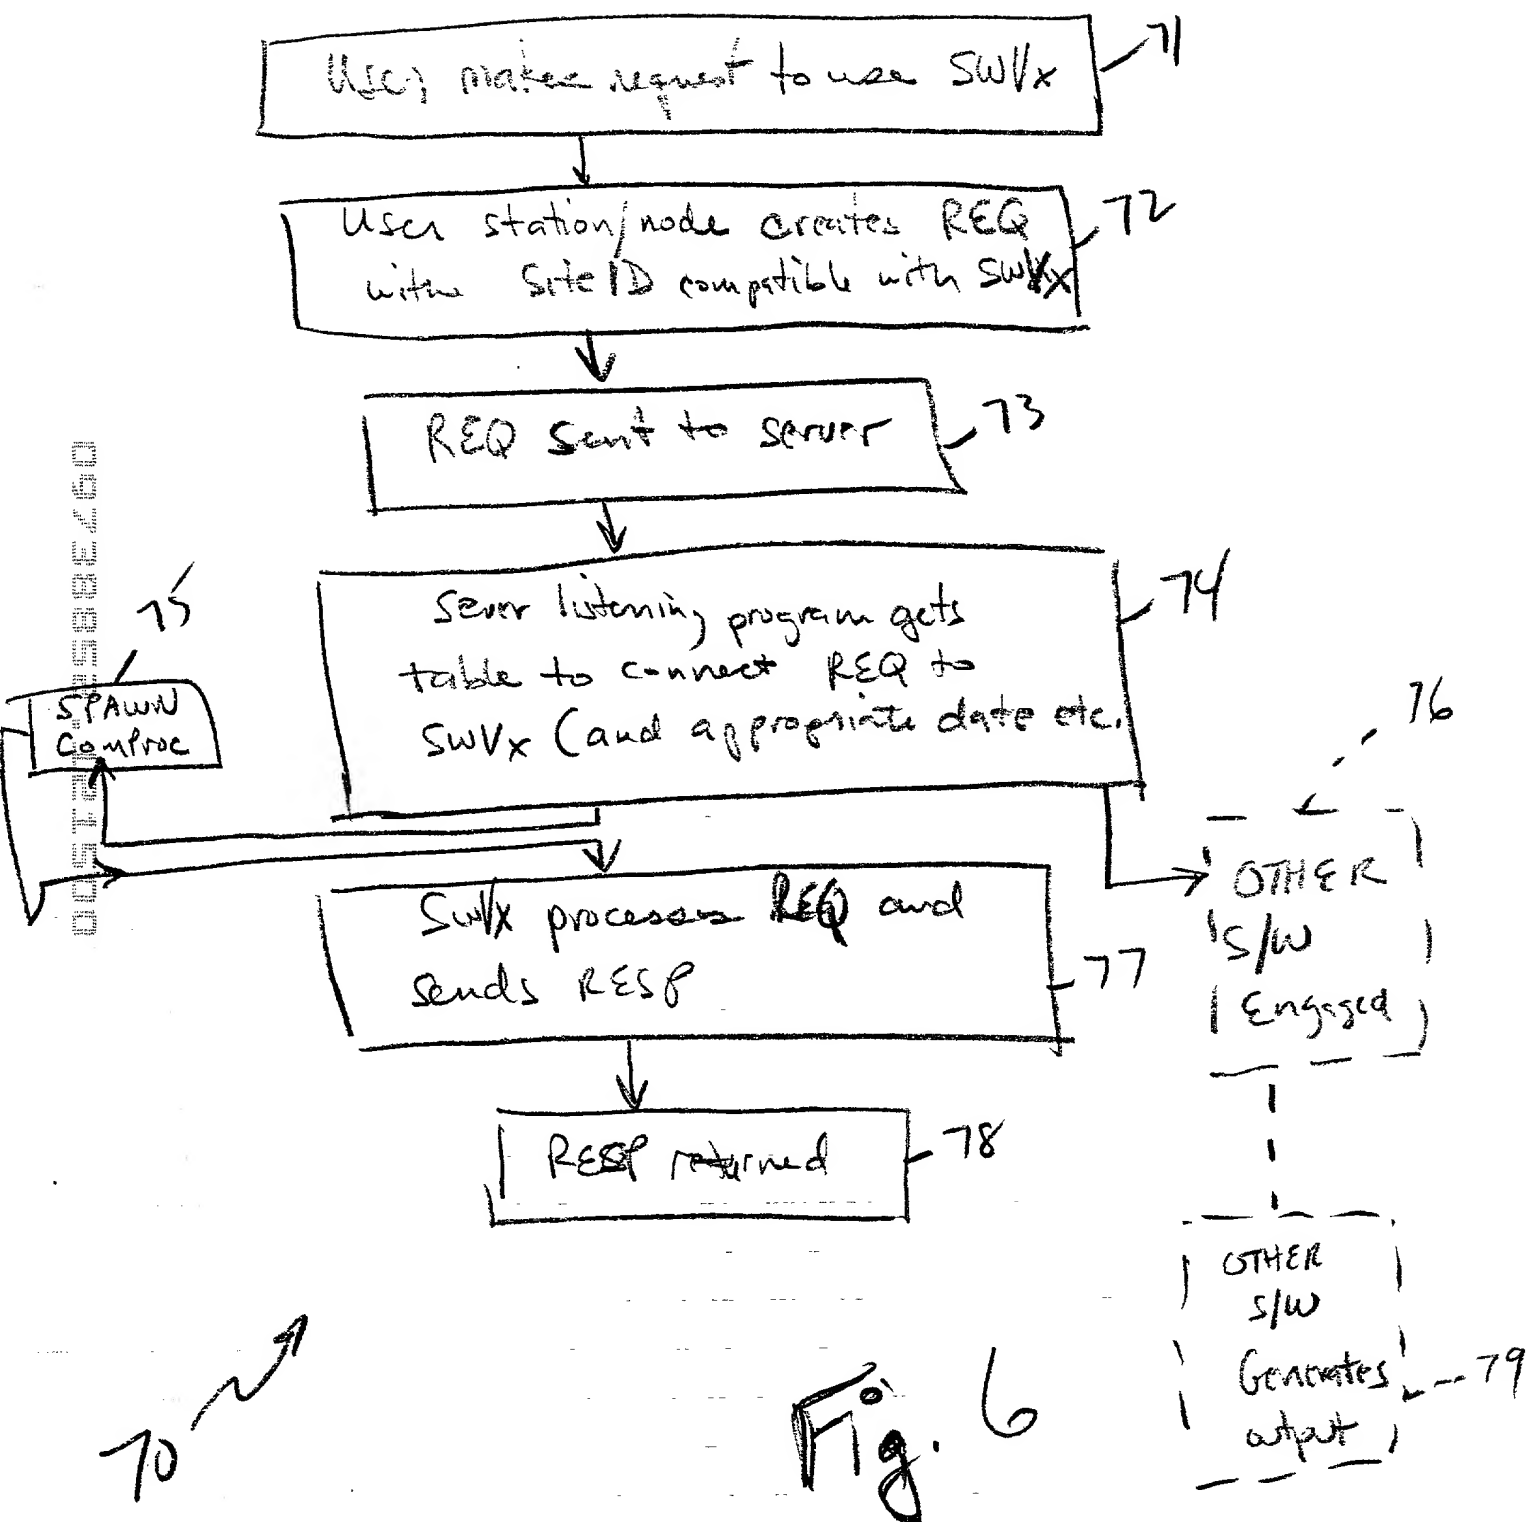 User makes request to use SWVx
71
User station/node creates REQ
with Site ID compatible with SWVx
72
REQ sent to server
73
Server listening program gets
table to connect REQ to
SWVx (and appropriate date etc.
74
75
SPAWN
ComProc
76
OTHER
S/W
Engaged
SWVx processes REQ and
sends RESP
77
RESP returned
78
OTHER
S/W
Generates
output
79
70
Fig. 6